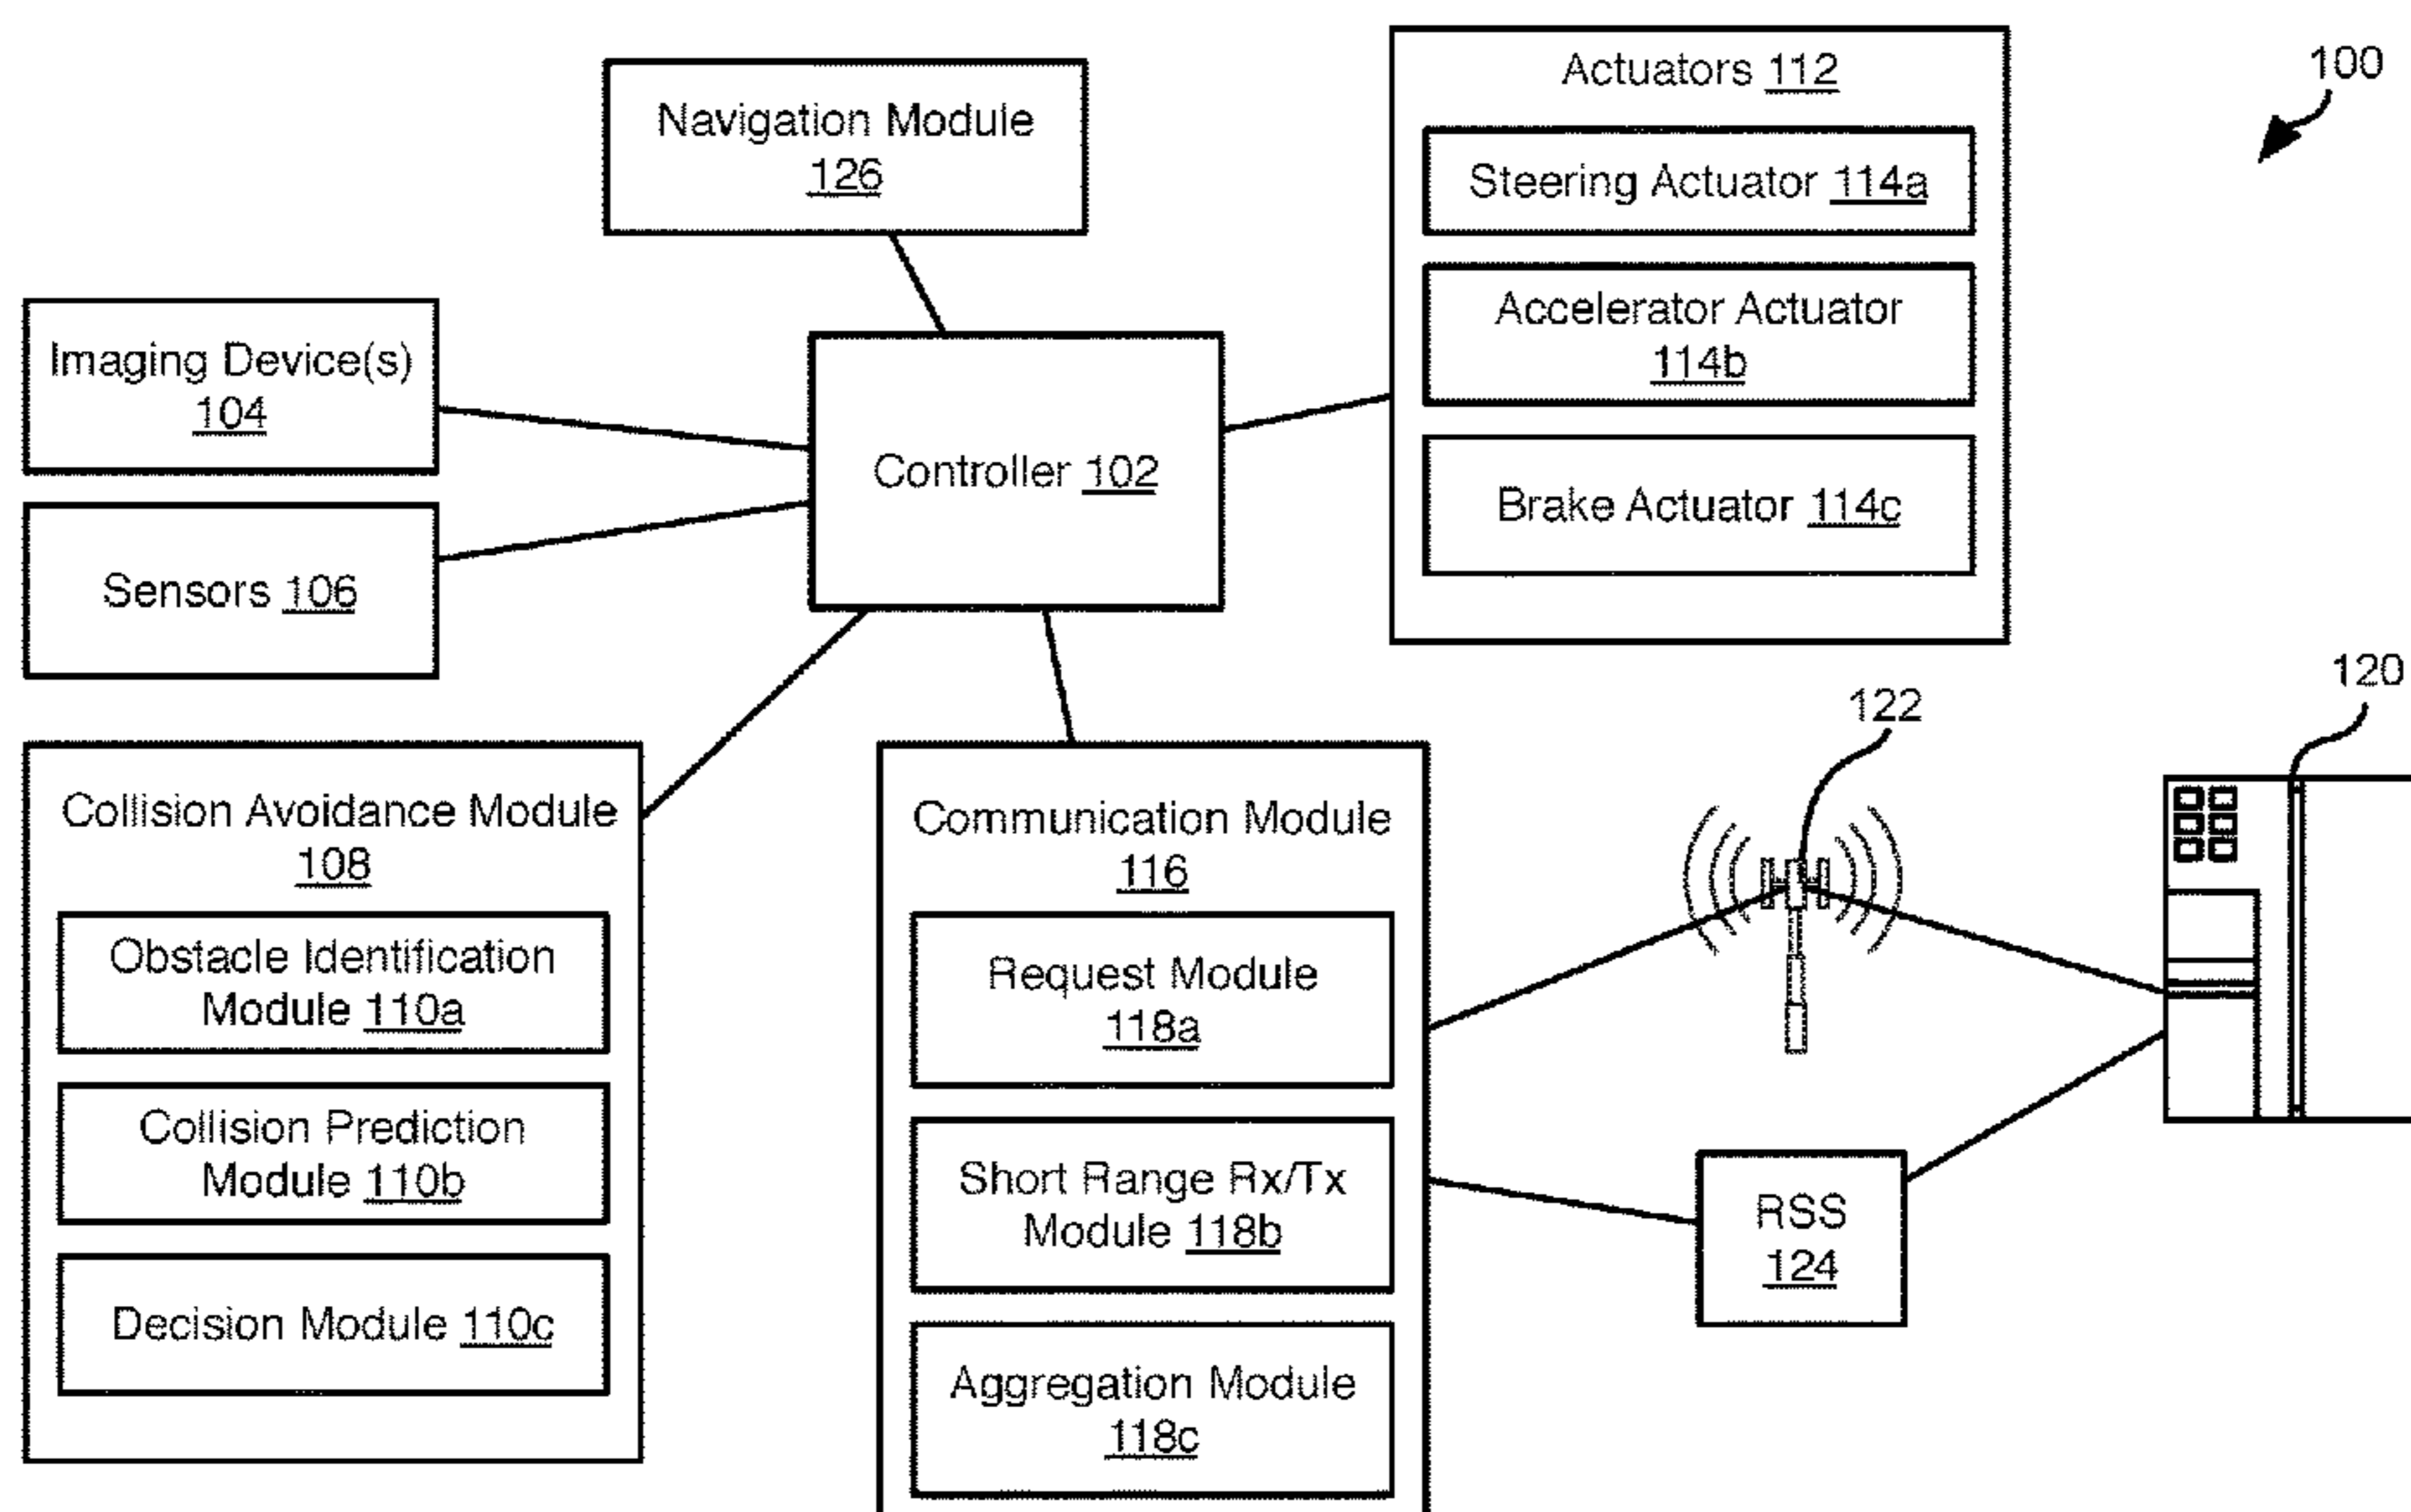 Navigation Module
126
Actuators 112
Steering Actuator 114a
Accelerator Actuator
114b
Brake Actuator 114c
100
Imaging Device(s)
104
Sensors 106
Controller 102
Collision Avoidance Module
108
Obstacle Identification
Module 110a
Collision Prediction
Module 110b
Decision Module 110c
Communication Module
116
Request Module
118a
Short Range Rx/Tx
Module 118b
Aggregation Module
118c
122
120
RSS
124